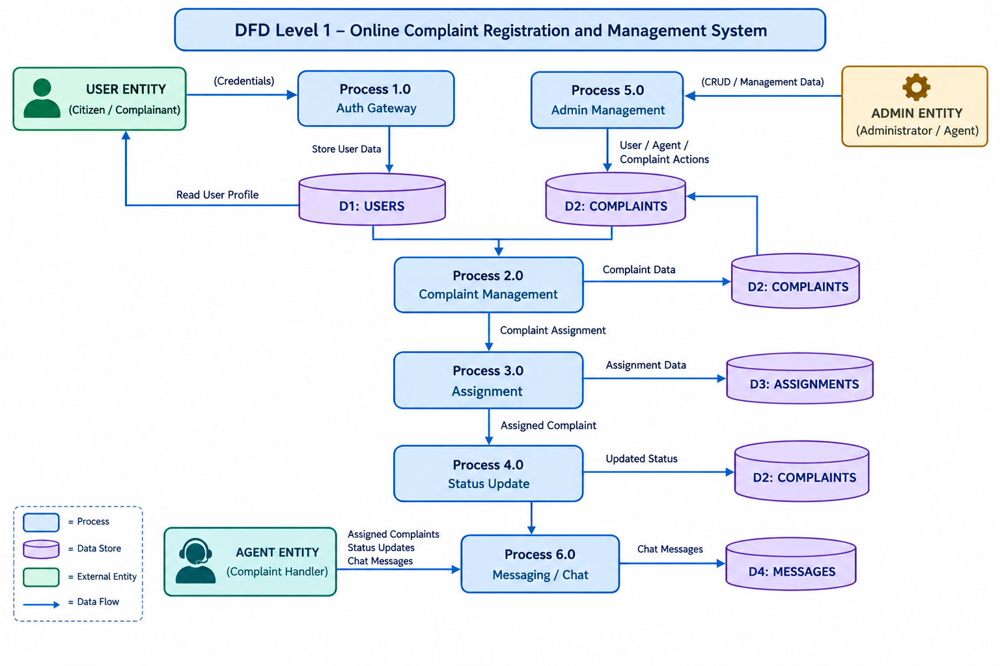 DFD Level 1 – Online Complaint Registration and Management System
USER ENTITY
(Citizen / Complainant)
(Credentials)
Process 1.0
Auth Gateway
Process 5.0
Admin Management
(CRUD / Management Data)
ADMIN ENTITY
(Administrator / Agent)
Store User Data
User / Agent /
Complaint Actions
Read User Profile
D1: USERS
D2: COMPLAINTS
Process 2.0
Complaint Management
Complaint Data
D2: COMPLAINTS
Complaint Assignment
Process 3.0
Assignment
Assignment Data
D3: ASSIGNMENTS
Assigned Complaint
Process 4.0
Status Update
Updated Status
D2: COMPLAINTS
= Process
= Data Store
= External Entity
= Data Flow
AGENT ENTITY
(Complaint Handler)
Assigned Complaints
Status Updates
Chat Messages
Process 6.0
Messaging / Chat
Chat Messages
D4: MESSAGES